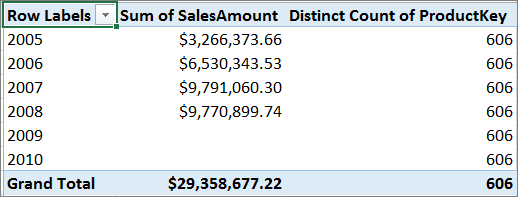 Row Labels Sum of SalesAmount Distinct Count of ProductKey
2005 $3,266,373.66 606
2006 $6,530,343.53 606
2007 $9,791,060.30 606
2008 $9,770,899.74 606
2009 606
2010 606
Grand Total $29,358,677.22 606